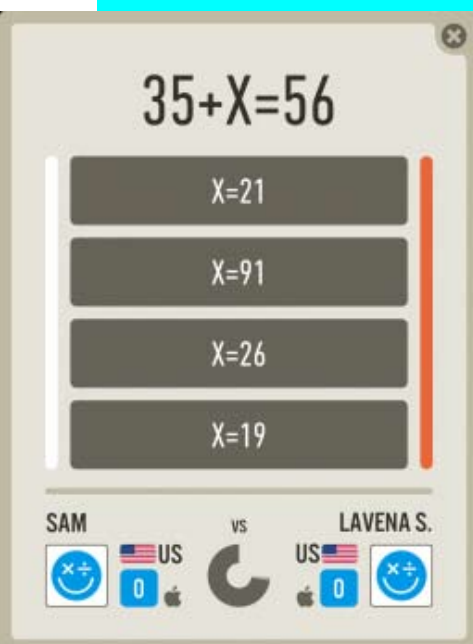 35+X=56
X=21
X=91
X=26
X=19
SAM VS LAVENA S.
US US
0 0